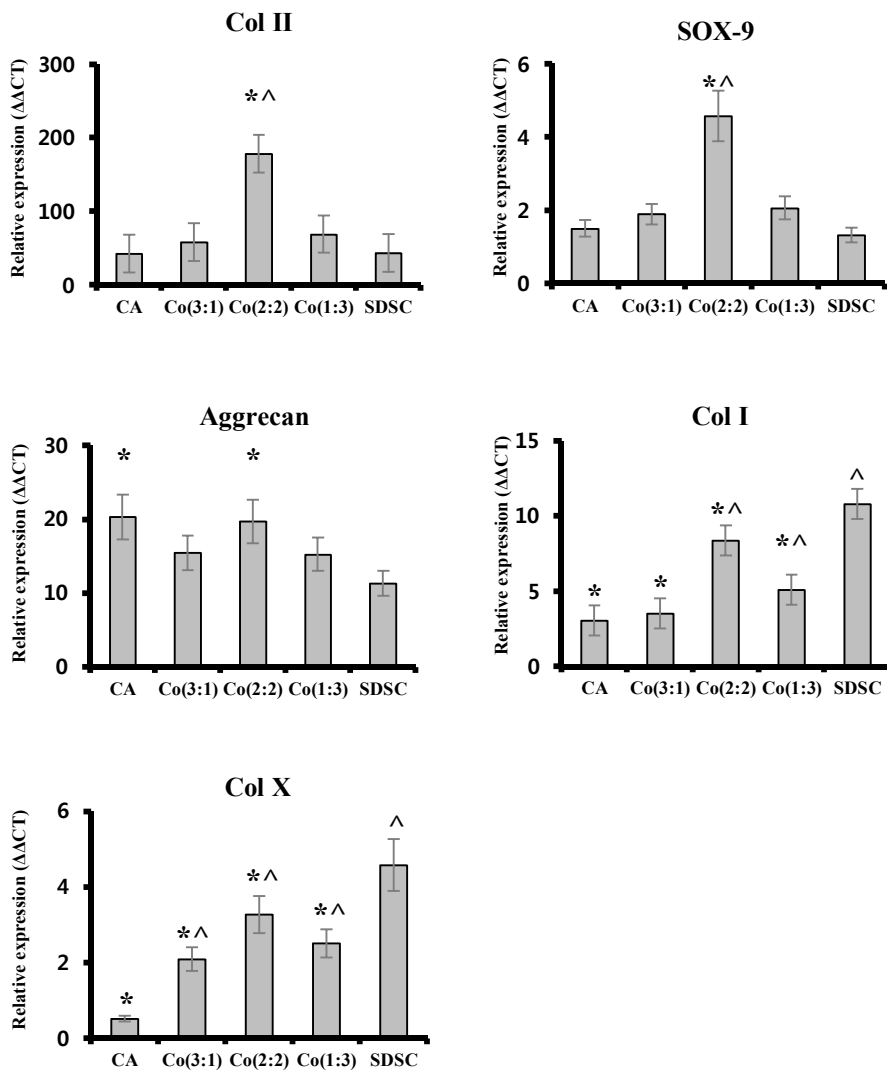 Col II
Relative expression (ΔΔCT)
300
200
100
0
*^
CA Co(3:1) Co(2:2) Co(1:3) SDSC
SOX-9
Relative expression (ΔΔCT)
6
4
2
0
*^
CA Co(3:1) Co(2:2) Co(1:3) SDSC
Aggrecan
Relative expression (ΔΔCT)
30
20
10
0
* *
CA Co(3:1) Co(2:2) Co(1:3) SDSC
Col I
Relative expression (ΔΔCT)
15
10
5
0
* * *^ *^ ^
CA Co(3:1) Co(2:2) Co(1:3) SDSC
Col X
Relative expression (ΔΔCT)
6
4
2
0
* *^ *^ *^ ^
CA Co(3:1) Co(2:2) Co(1:3) SDSC